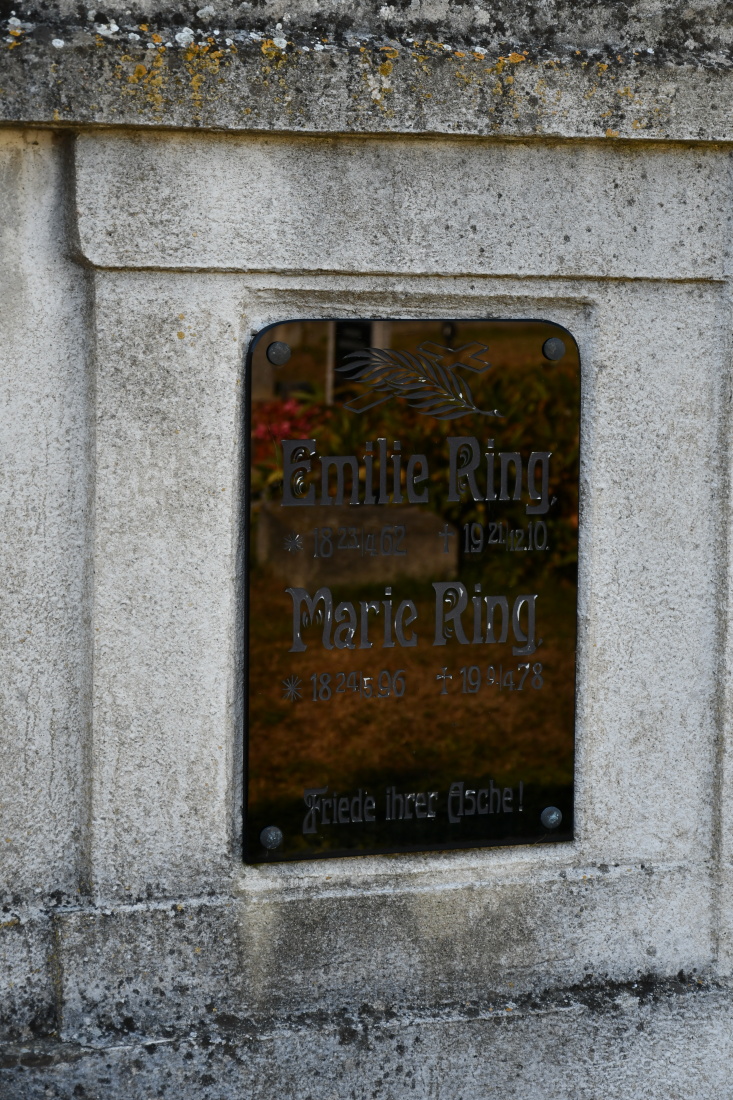 Emilie Ring,
* 18 23/4 62 † 19 21/12.10.
Marie Ring,
* 18 24/5.96 † 19 9/4 78
Friede ihrer Asche!